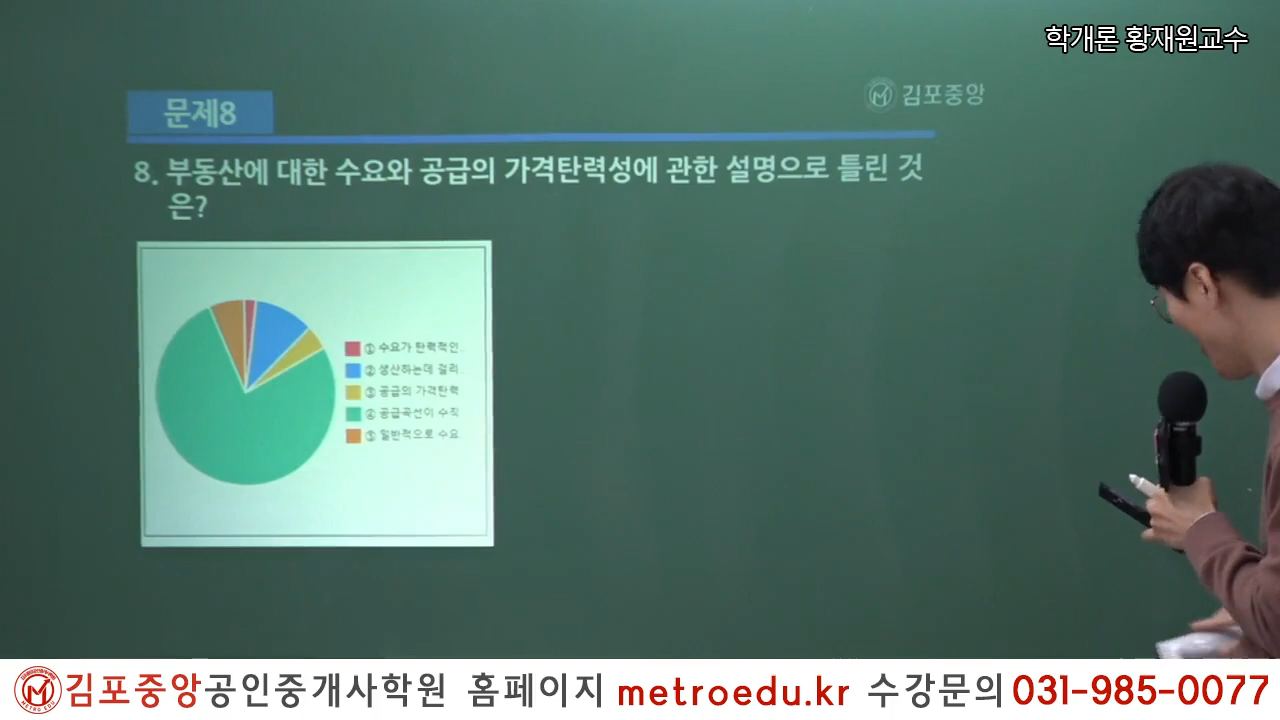 학개론 황재원교수
김포중앙
문제8
8. 부동산에 대한 수요와 공급의 가격탄력성에 관한 설명으로 틀린 것
은?
① 수요가 탄력적인..
② 생산하는데 걸리..
③ 공급의 가격탄력
④ 공급곡선이 수직
⑤ 일반적으로 수요
METRO EDU
김포중앙공인중개사학원 홈페이지 metroedu.kr 수강문의 031-985-0077